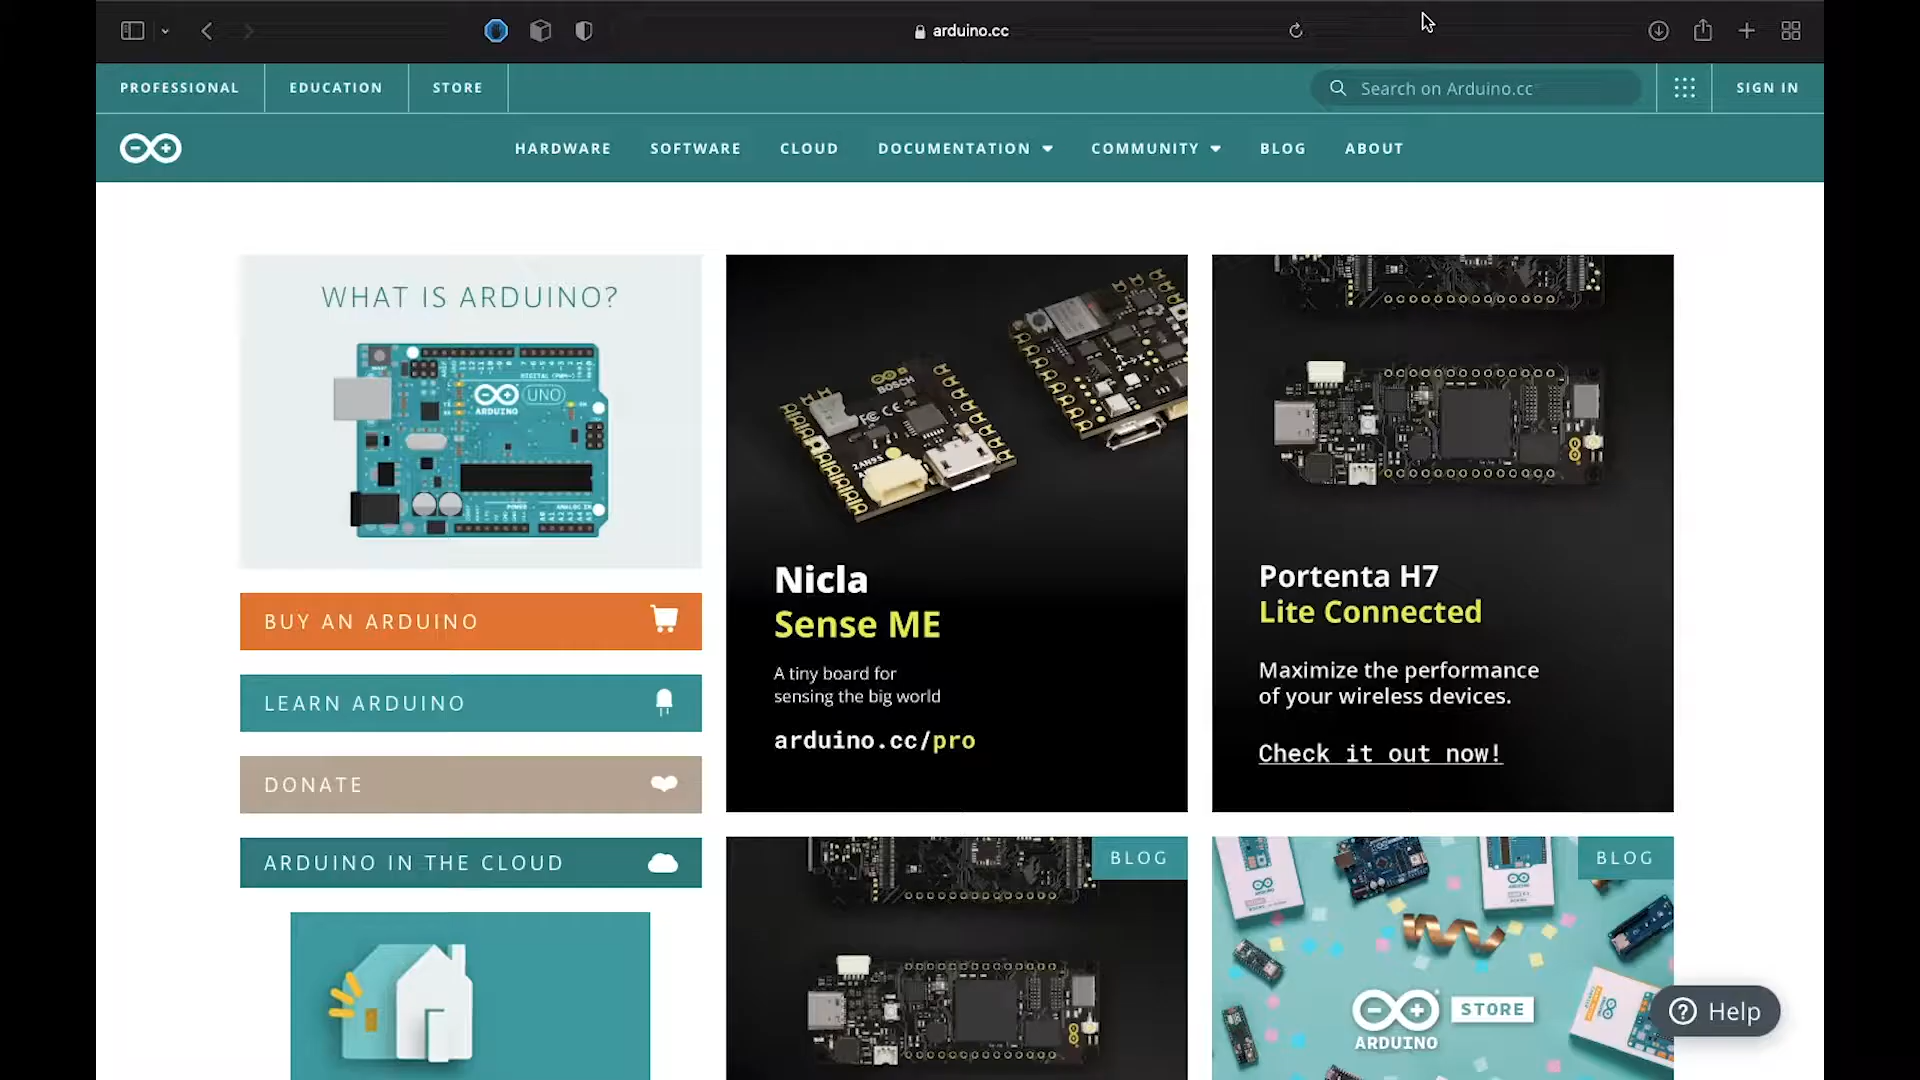 arduino.cc
PROFESSIONAL
EDUCATION
STORE
Search on Arduino.cc
SIGN IN
HARDWARE
SOFTWARE
CLOUD
DOCUMENTATION
COMMUNITY
BLOG
ABOUT
WHAT IS ARDUINO?
UNO
ARDUINO
BUY AN ARDUINO
LEARN ARDUINO
DONATE
ARDUINO IN THE CLOUD
BOSCH
Nicla
Sense ME
A tiny board for
sensing the big world
arduino.cc/pro
Portenta H7
Lite Connected
Maximize the performance
of your wireless devices.
Check it out now!
BLOG
BLOG
STORE
ARDUINO
Help